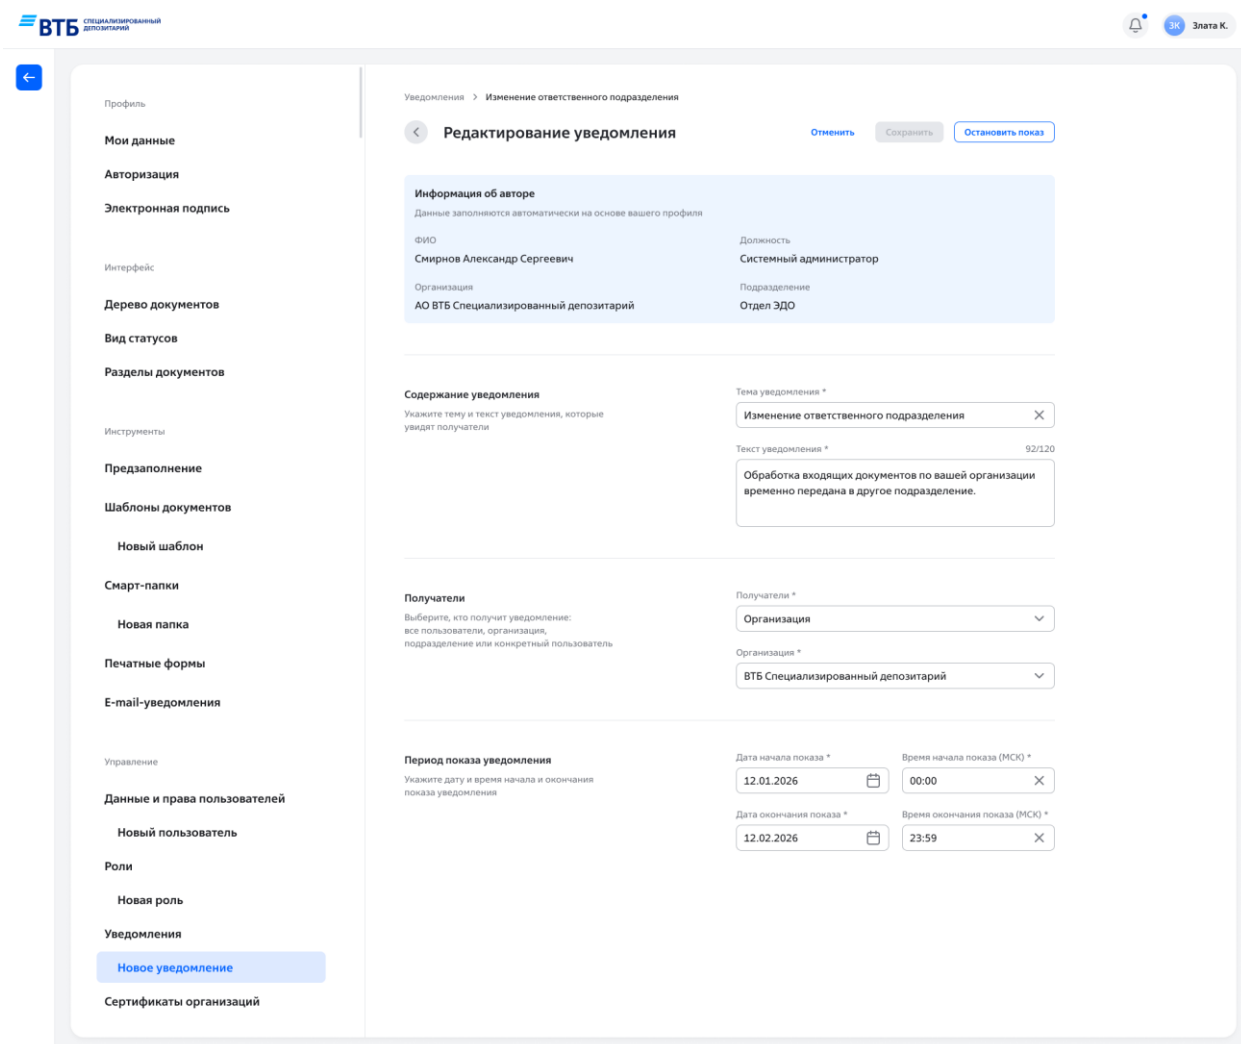 ВТБ СПЕЦИАЛИЗИРОВАННЫЙ
ДЕПОЗИТАРИЙ
ЗК Злата К.
Профиль
Мои данные
Авторизация
Электронная подпись
Интерфейс
Дерево документов
Вид статусов
Разделы документов
Инструменты
Предзаполнение
Шаблоны документов
Новый шаблон
Смарт-папки
Новая папка
Печатные формы
E-mail-уведомления
Управление
Данные и права пользователей
Новый пользователь
Роли
Новая роль
Уведомления
Новое уведомление
Сертификаты организаций
Уведомления > Изменение ответственного подразделения
Редактирование уведомления
Отменить
Сохранить
Остановить показ
Информация об авторе
Данные заполняются автоматически на основе вашего профиля
ФИО
Смирнов Александр Сергеевич
Должность
Системный администратор
Организация
АО ВТБ Специализированный депозитарий
Подразделение
Отдел ЭДО
Содержание уведомления
Укажите тему и текст уведомления, которые
увидят получатели
Тема уведомления *
Изменение ответственного подразделения
Текст уведомления * 92/120
Обработка входящих документов по вашей организации
временно передана в другое подразделение.
Получатели
Выберите, кто получит уведомление:
все пользователи, организация,
подразделение или конкретный пользователь
Получатели *
Организация
Организация *
ВТБ Специализированный депозитарий
Период показа уведомления
Укажите дату и время начала и окончания
показа уведомления
Дата начала показа *
12.01.2026
Время начала показа (МСК) *
00:00
Дата окончания показа *
12.02.2026
Время окончания показа (МСК) *
23:59